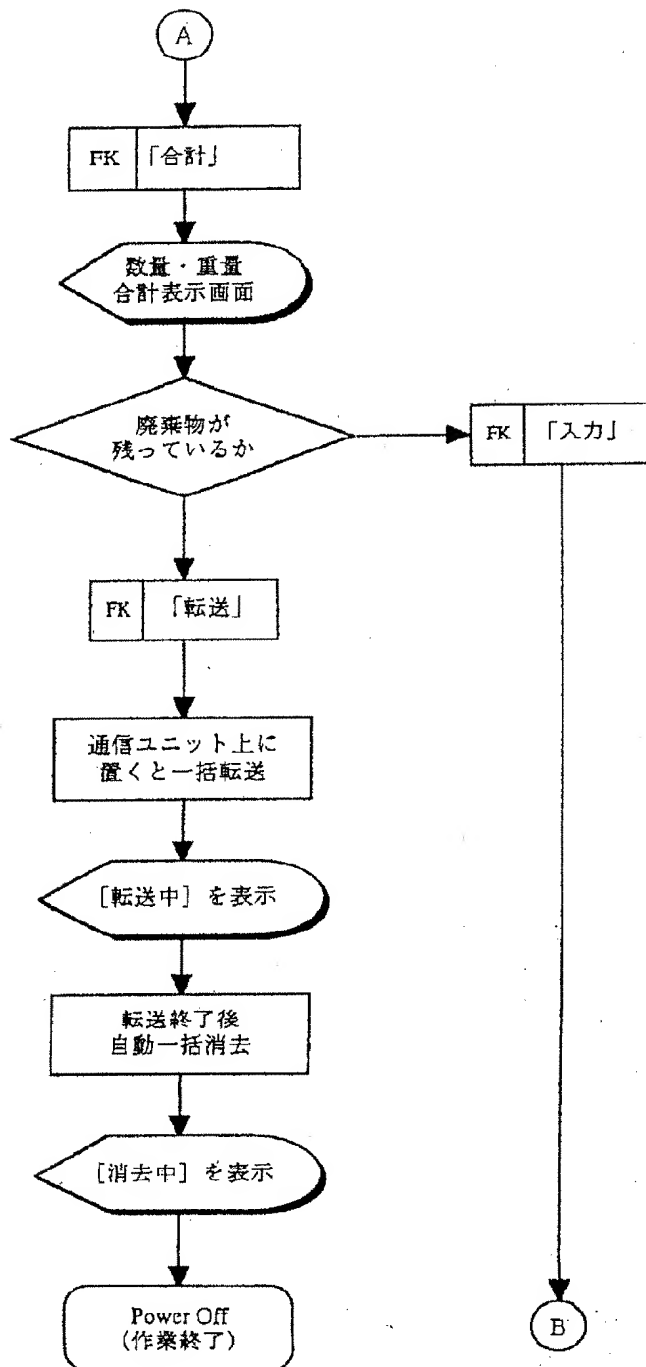 A
FK 「合計」
数量・重量
合計表示画面
廃棄物が
残っているか
FK 「入力」
FK 「転送」
通信ユニット上に
置くと一括転送
［転送中］を表示
転送終了後
自動一括消去
［消去中］を表示
Power Off
（作業終了）
B